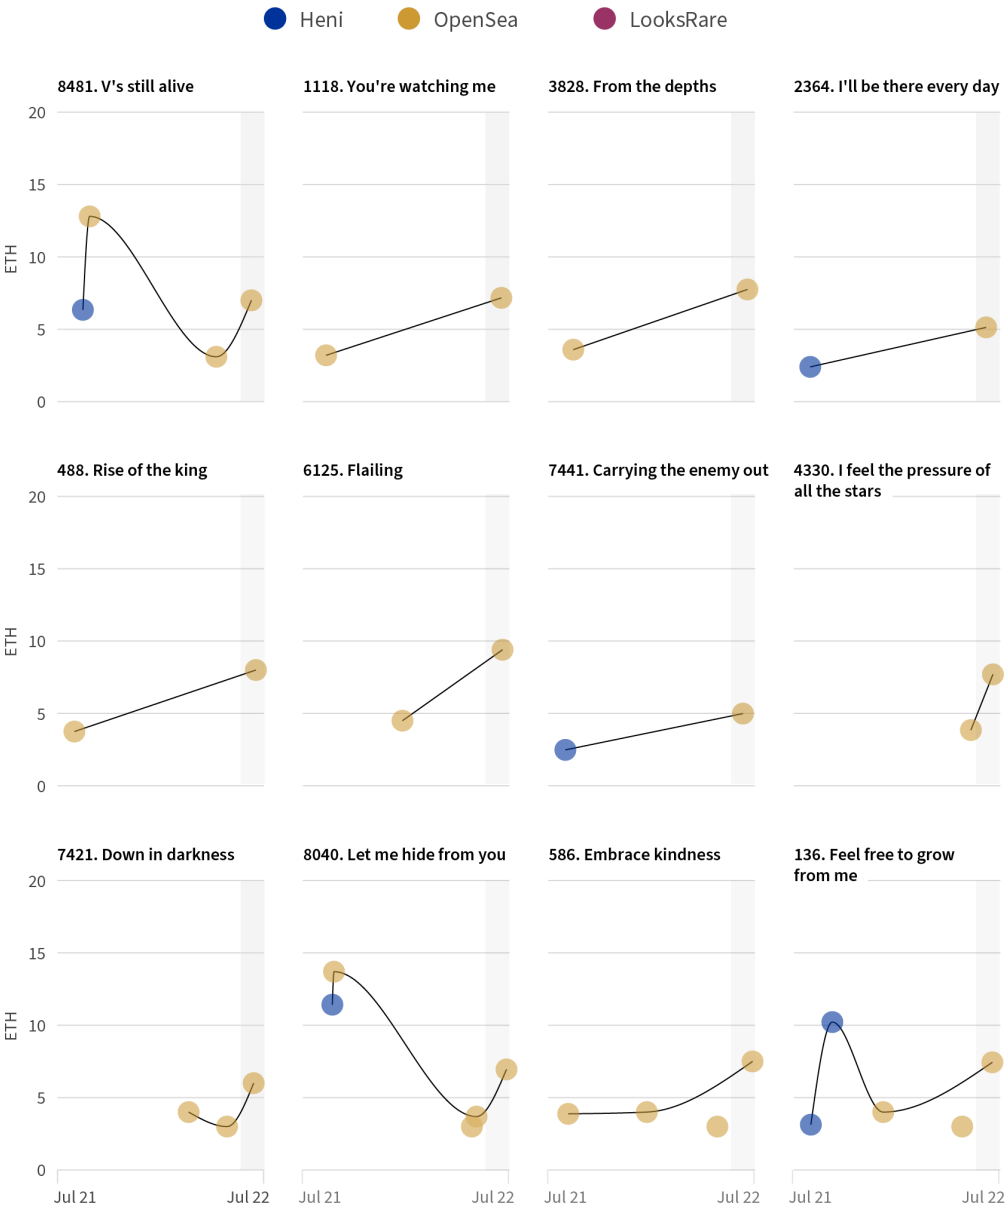 Heni OpenSea LooksRare
8481. V's still alive 1118. You're watching me 3828. From the depths 2364. I'll be there every day
20
15
10
5
0
ETH
488. Rise of the king 6125. Flailing 7441. Carrying the enemy out 4330. I feel the pressure of
all the stars
20
15
10
5
0
ETH
7421. Down in darkness 8040. Let me hide from you 586. Embrace kindness 136. Feel free to grow
from me
20
15
10
5
0
ETH
Jul 21 Jul 22 Jul 21 Jul 22 Jul 21 Jul 22 Jul 21 Jul 22